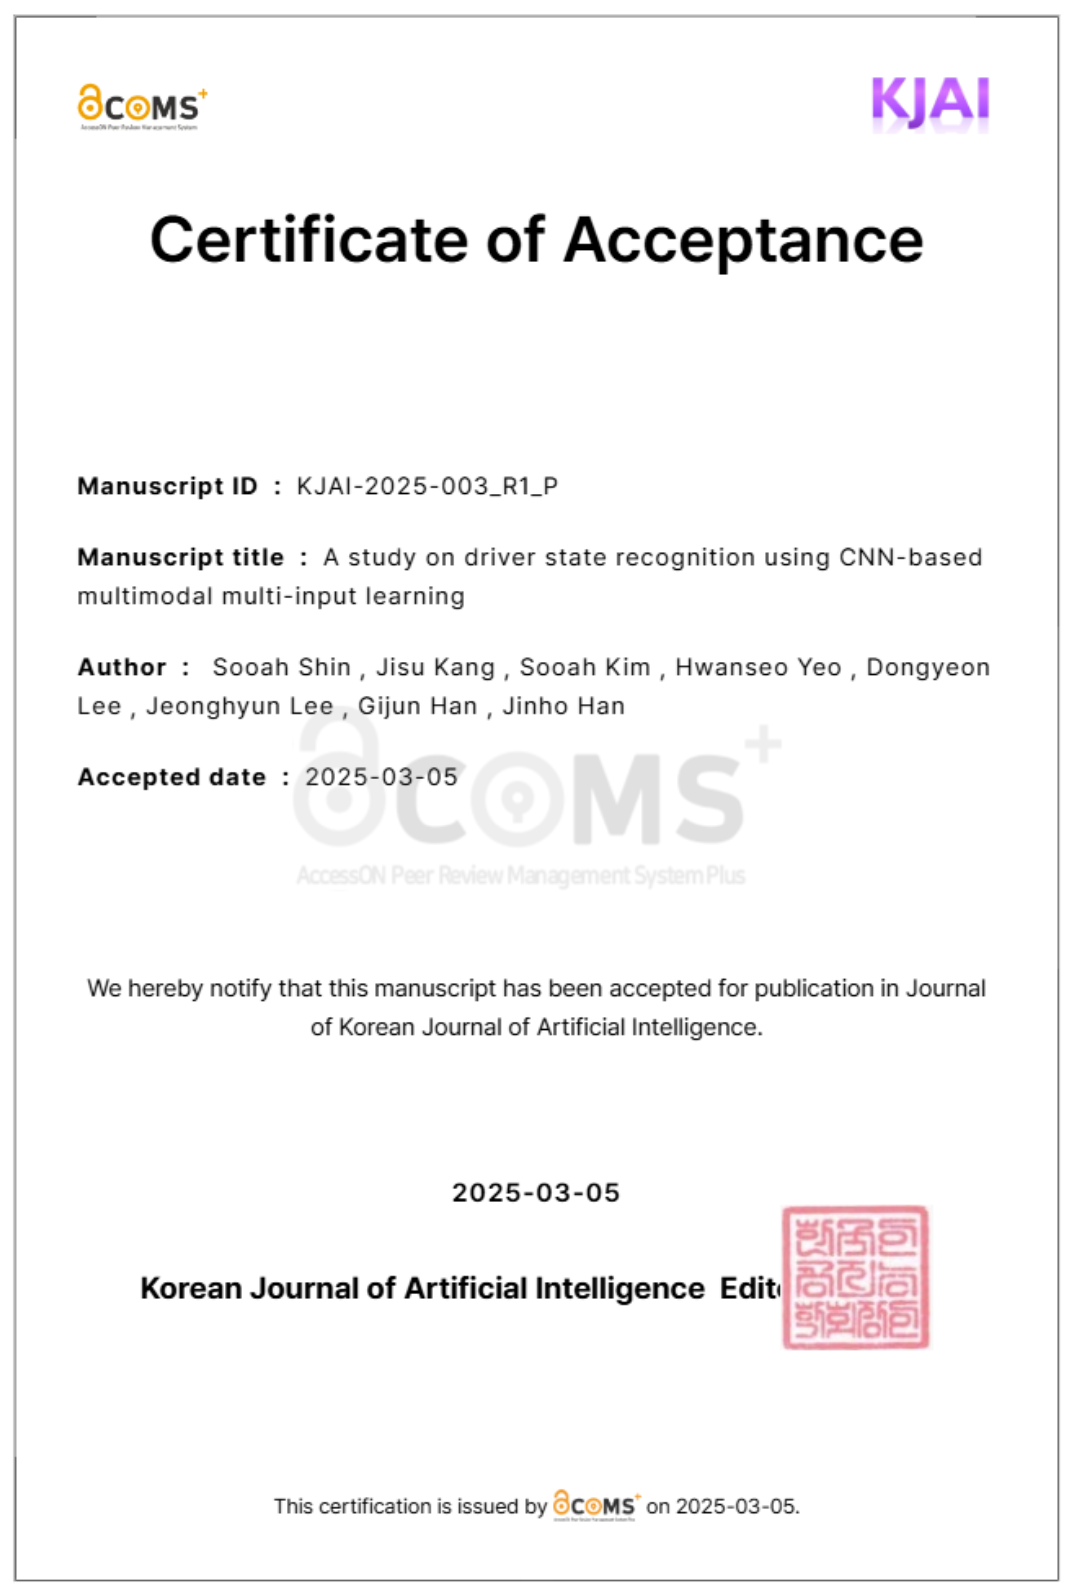 acoms+
AccessON Peer Review Management System
KJAI
Certificate of Acceptance
Manuscript ID : KJAI-2025-003_R1_P
Manuscript title : A study on driver state recognition using CNN-based
multimodal multi-input learning
Author : Sooah Shin , Jisu Kang , Sooah Kim , Hwanseo Yeo , Dongyeon
Lee , Jeonghyun Lee , Gijun Han , Jinho Han
Accepted date : 2025-03-05
acoms+
AccessON Peer Review Management System Plus
We hereby notify that this manuscript has been accepted for publication in Journal
of Korean Journal of Artificial Intelligence.
2025-03-05
Korean Journal of Artificial Intelligence
This certification is issued by acoms+ on 2025-03-05.